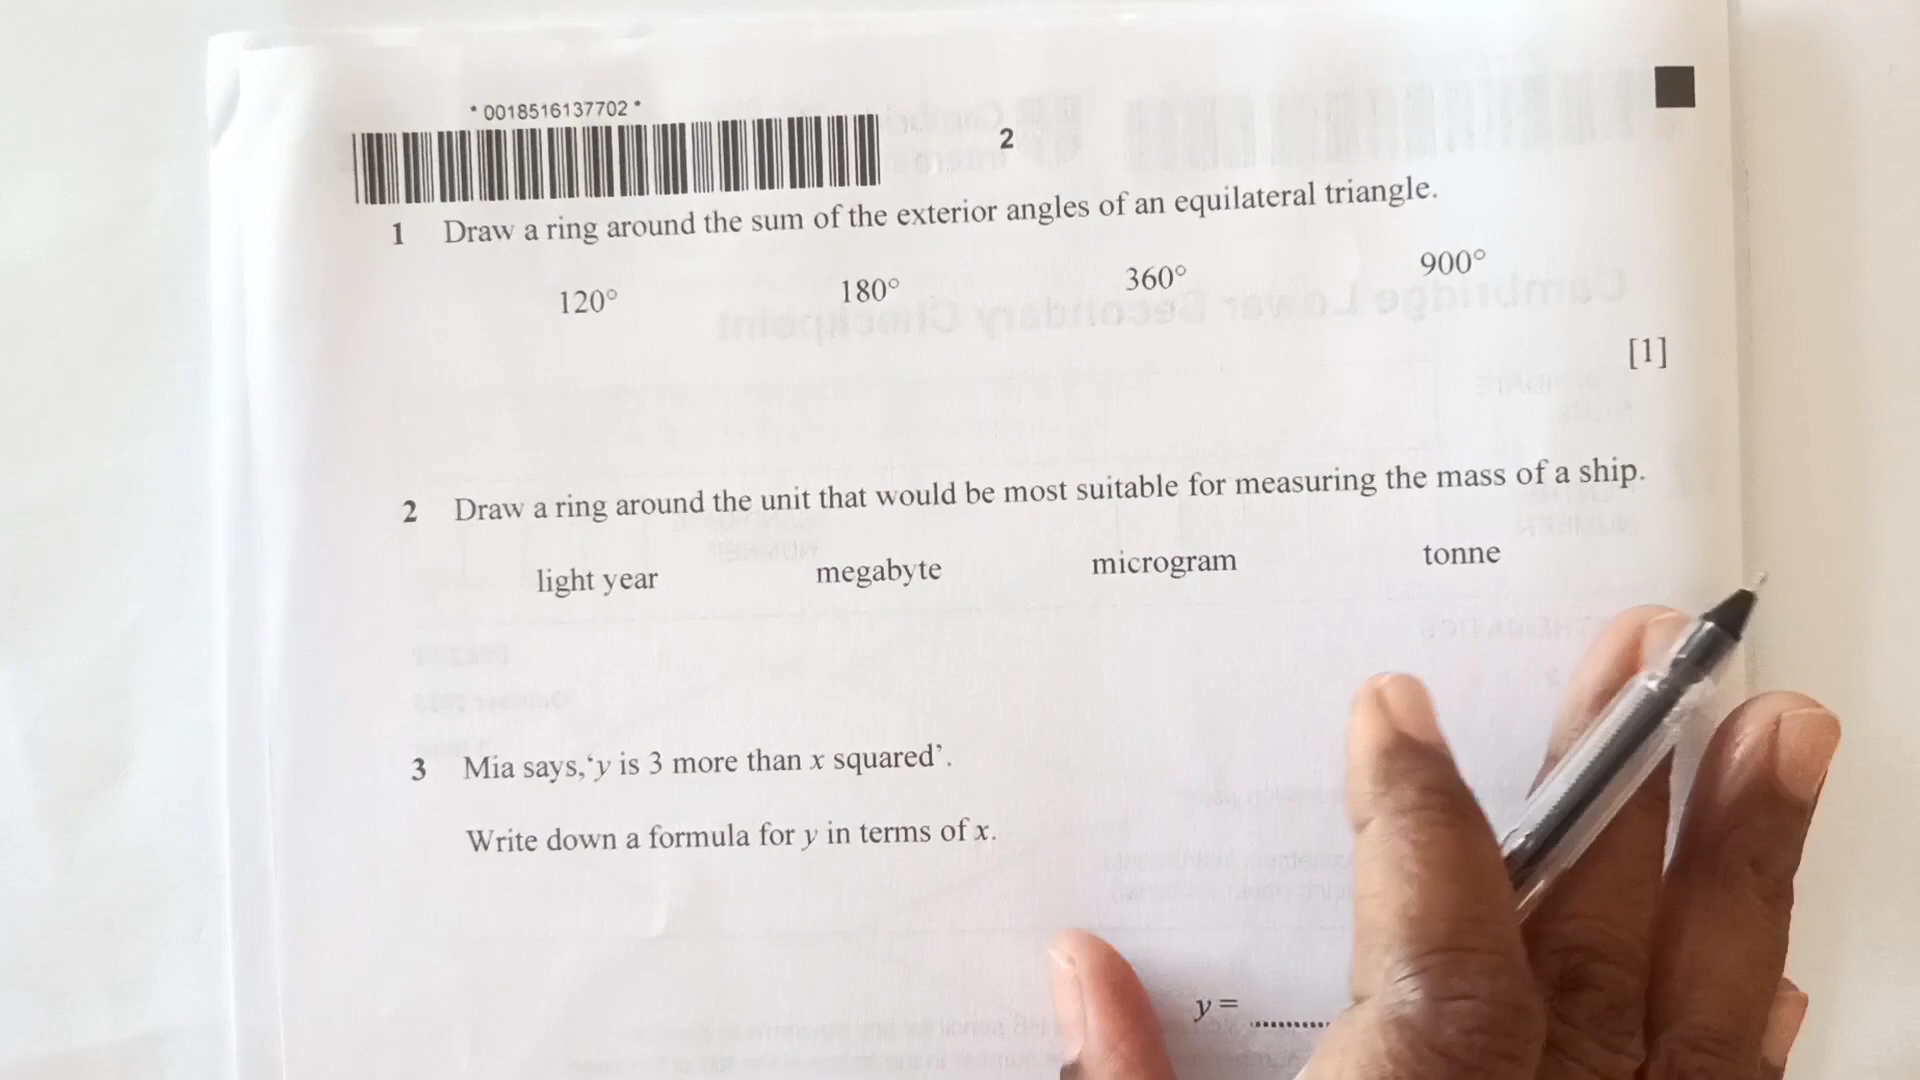 * 0018516137702 *
2
1 Draw a ring around the sum of the exterior angles of an equilateral triangle.
120° 180° 360° 900°
[1]
2 Draw a ring around the unit that would be most suitable for measuring the mass of a ship.
light year megabyte microgram tonne
3 Mia says,‘y is 3 more than x squared’.
Write down a formula for y in terms of x.
y = ..........